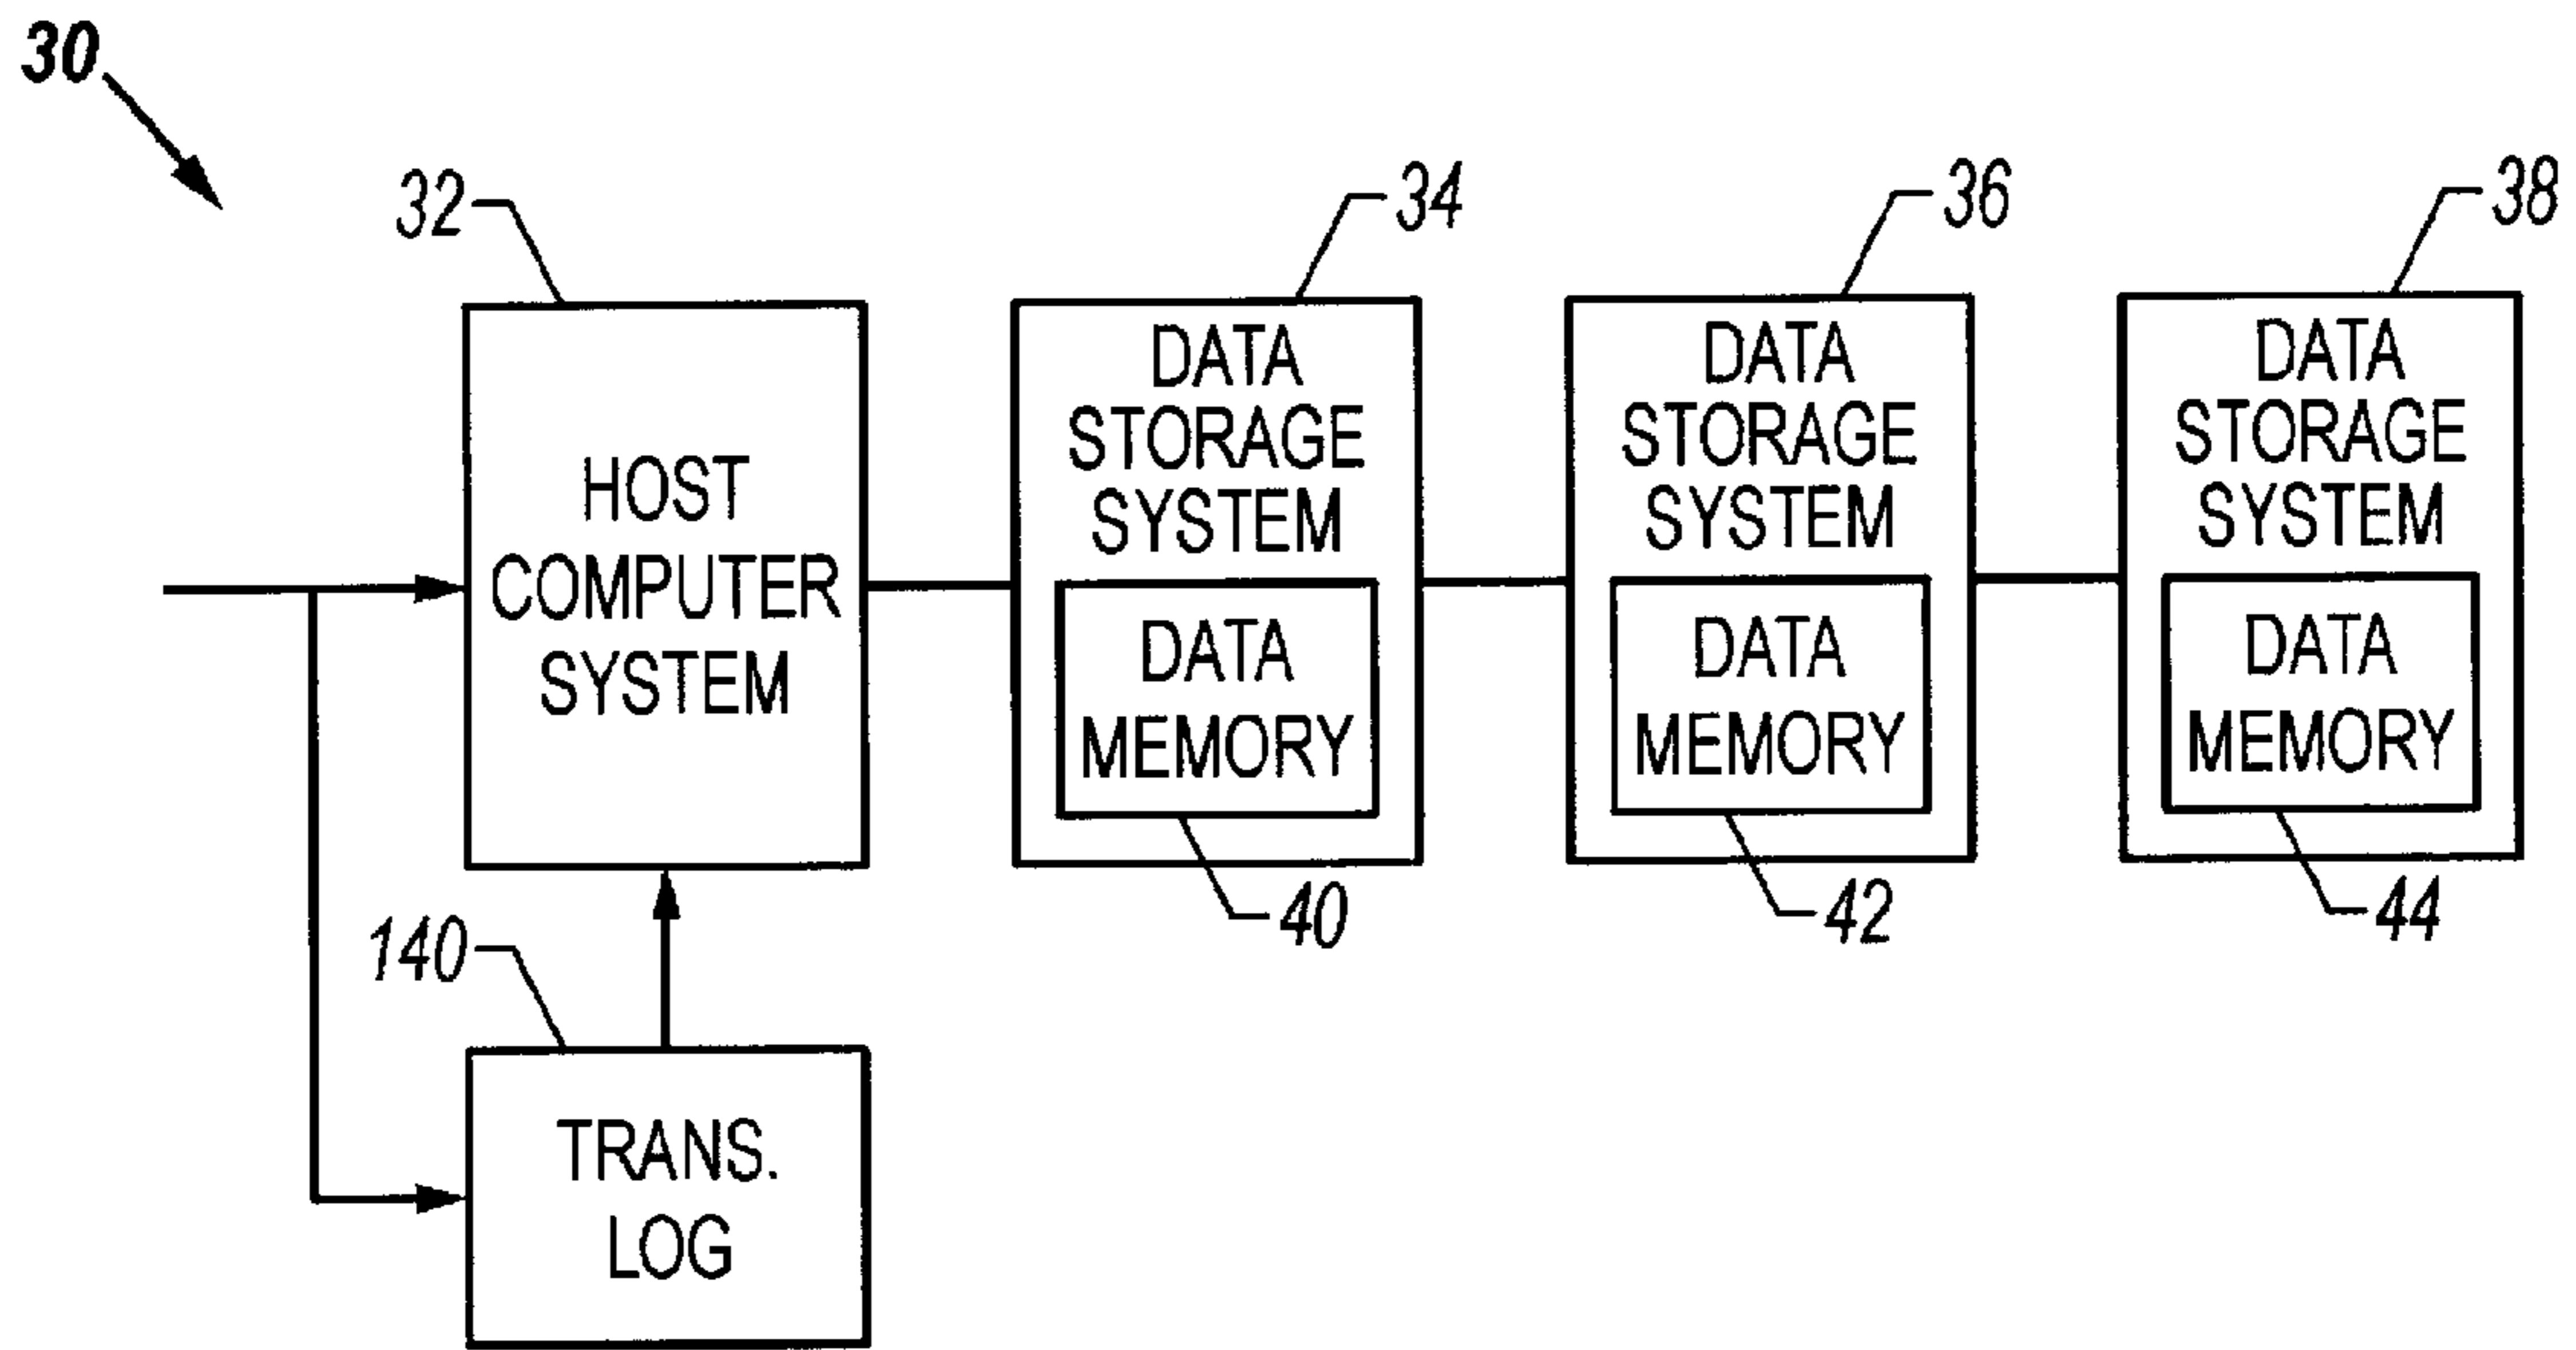 30
32
34
36
38
HOST
COMPUTER
SYSTEM
DATA
STORAGE
SYSTEM
DATA
MEMORY
40
DATA
STORAGE
SYSTEM
DATA
MEMORY
42
DATA
STORAGE
SYSTEM
DATA
MEMORY
44
140
TRANS.
LOG